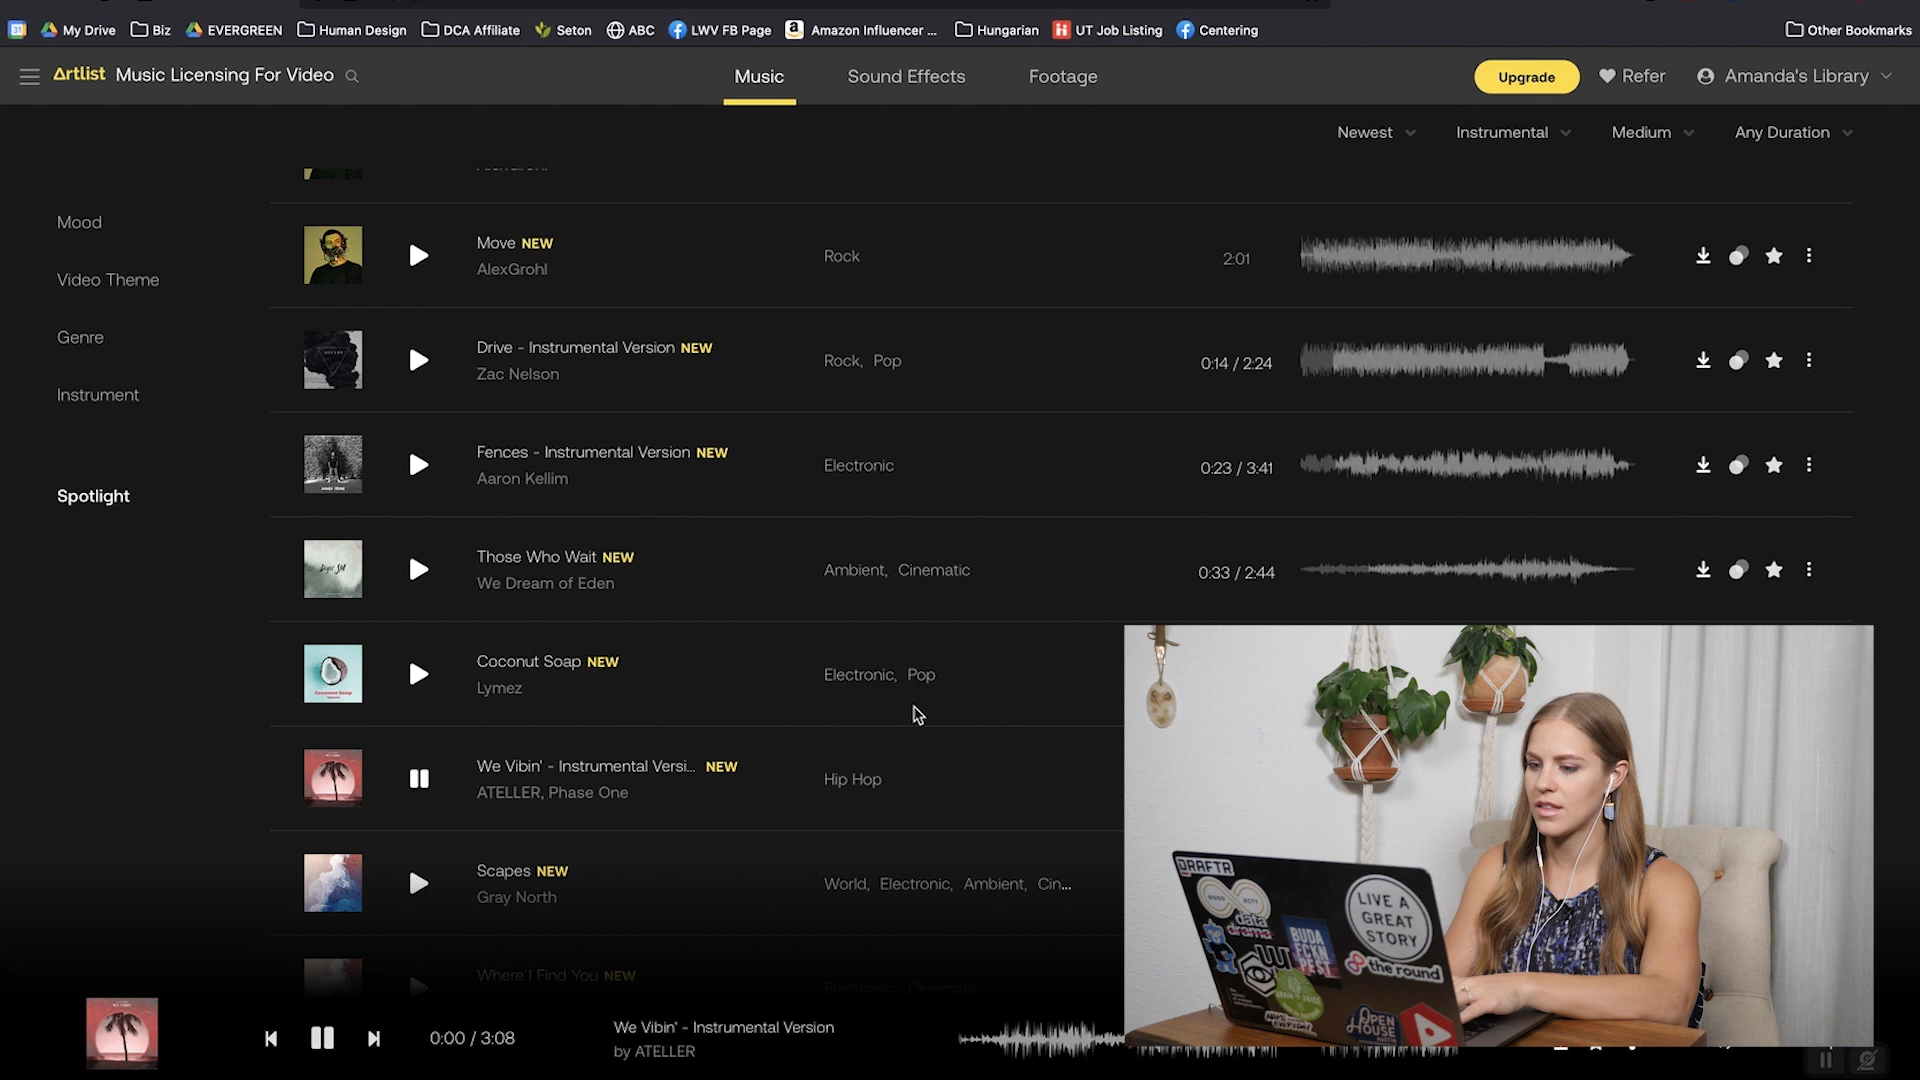 31 My Drive Biz EVERGREEN Human Design DCA Affiliate Seton ABC LWV FB Page Amazon Influencer ... Hungarian UT Job Listing Centering Other Bookmarks
Artlist Music Licensing For Video Music Sound Effects Footage Upgrade Refer Amanda's Library
Newest Instrumental Medium Any Duration
Mood
Video Theme
Genre
Instrument
Spotlight
Move NEW
AlexGrohl
Rock
2:01
Drive - Instrumental Version NEW
Zac Nelson
Rock, Pop
0:14 / 2:24
Fences - Instrumental Version NEW
Aaron Kellim
Electronic
0:23 / 3:41
Those Who Wait NEW
We Dream of Eden
Ambient, Cinematic
0:33 / 2:44
Coconut Soap NEW
Lymez
Electronic, Pop
We Vibin' - Instrumental Versi... NEW
ATELLER, Phase One
Hip Hop
Scapes NEW
Gray North
World, Electronic, Ambient, Cin...
Where I Find You NEW
Electronic, Cinematic
0:00 / 3:08
We Vibin' - Instrumental Version
by ATELLER
DRAFTR
data
drama
BUDA
FCKN
PEST
LIVE A
GREAT
STORY
the round
OPEN
HOUSE